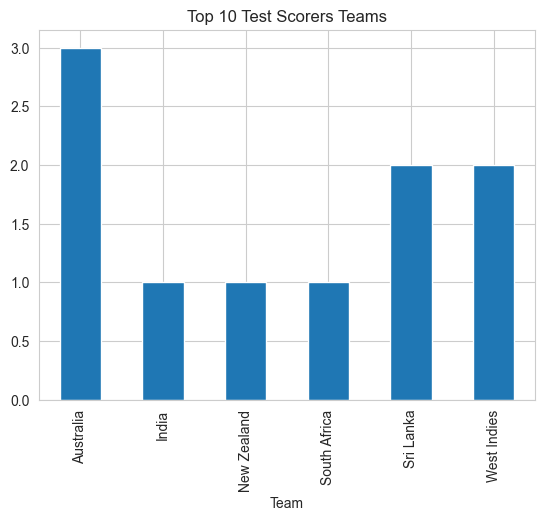 Top 10 Test Scorers Teams
3.0
2.5
2.0
1.5
1.0
0.5
0.0
Australia
India
New Zealand
South Africa
Sri Lanka
West Indies
Team